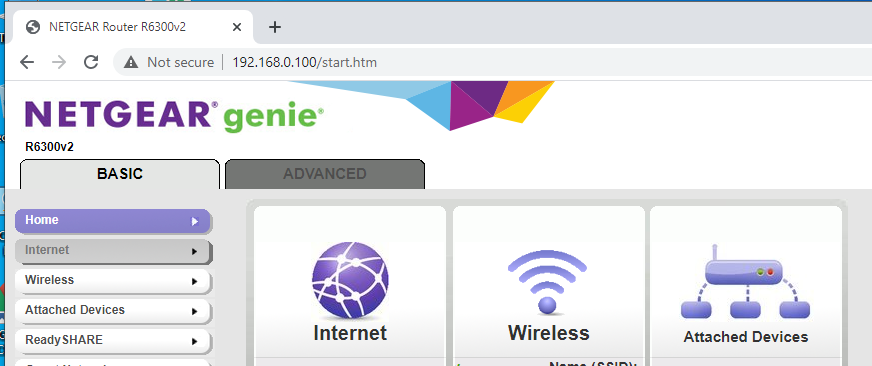 NETGEAR Router R6300v2
Not secure
192.168.0.100/start.htm
NETGEAR® genie®
R6300v2
BASIC
ADVANCED
Home
Internet
Wireless
Attached Devices
ReadySHARE
Internet
Wireless
Attached Devices
Name (SSID):